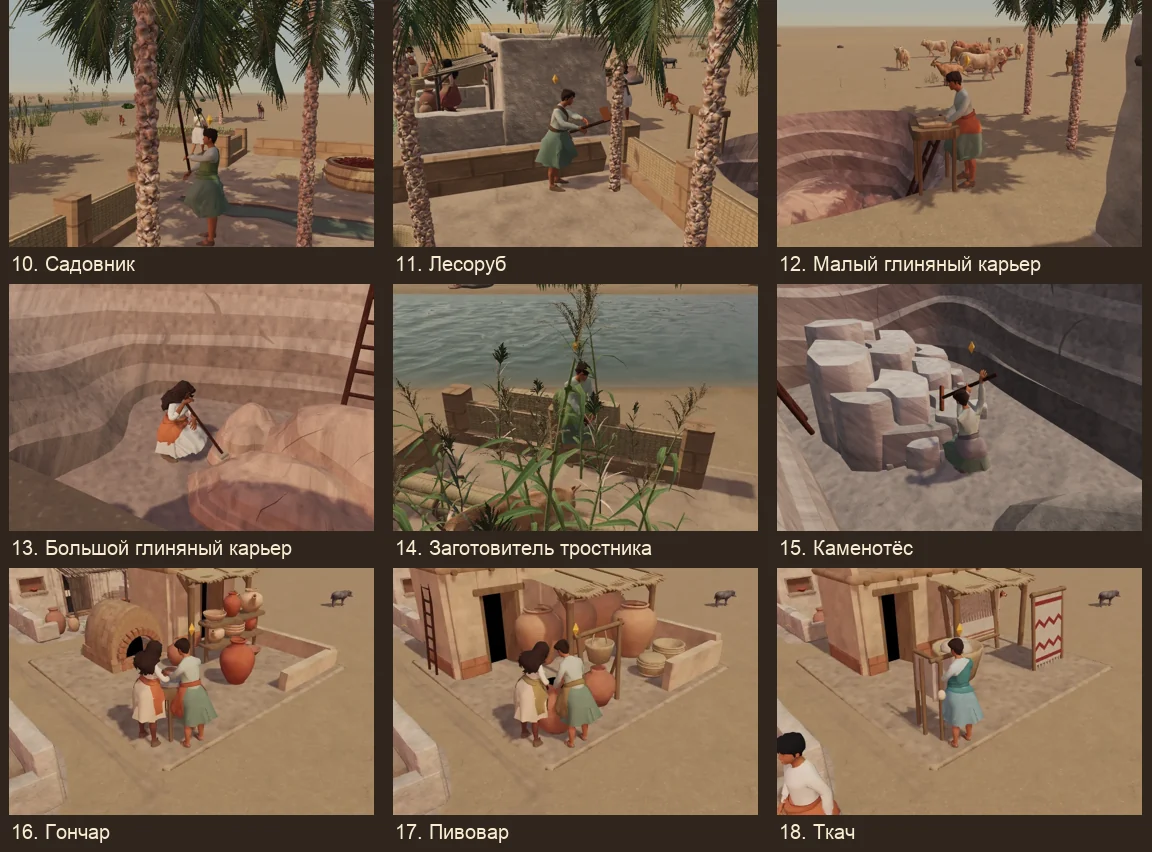 10. Садовник
11. Лесоруб
12. Малый глиняный карьер
13. Большой глиняный карьер
14. Заготовитель тростника
15. Каменотёс
16. Гончар
17. Пивовар
18. Ткач